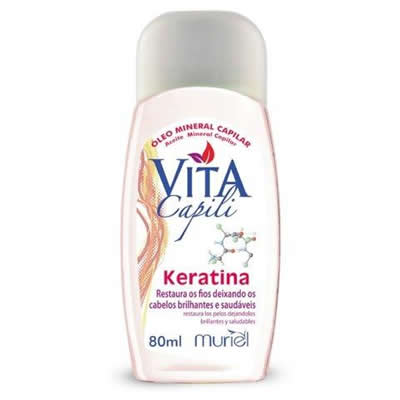 ÓLEO MINERAL CAPILAR
Aceite Mineral Capilar
VITA
Capili
Keratina
Restaura os fios deixando os
cabelos brilhantes e saudáveis
restaura los pelos dejandolos
brillantes y saludables
80ml muriel